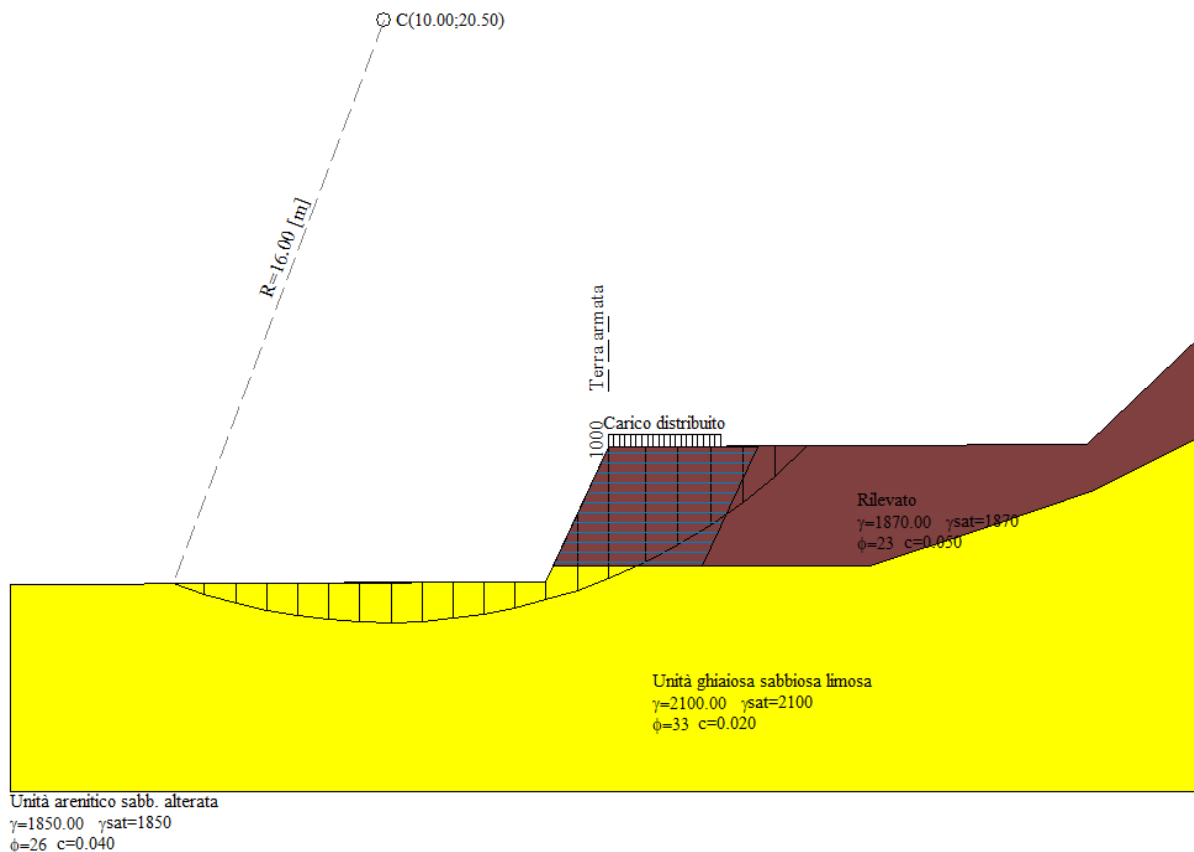 C(10.00;20.50)
R=16.00 [m]
Terra armata
1000
Carico distribuito
Rilevato
γ=1870.00 γsat=1870
ϕ=23 c=0.050
Unità ghiaiosa sabbiosa limosa
γ=2100.00 γsat=2100
ϕ=33 c=0.020
Unità arenitico sabb. alterata
γ=1850.00 γsat=1850
ϕ=26 c=0.040